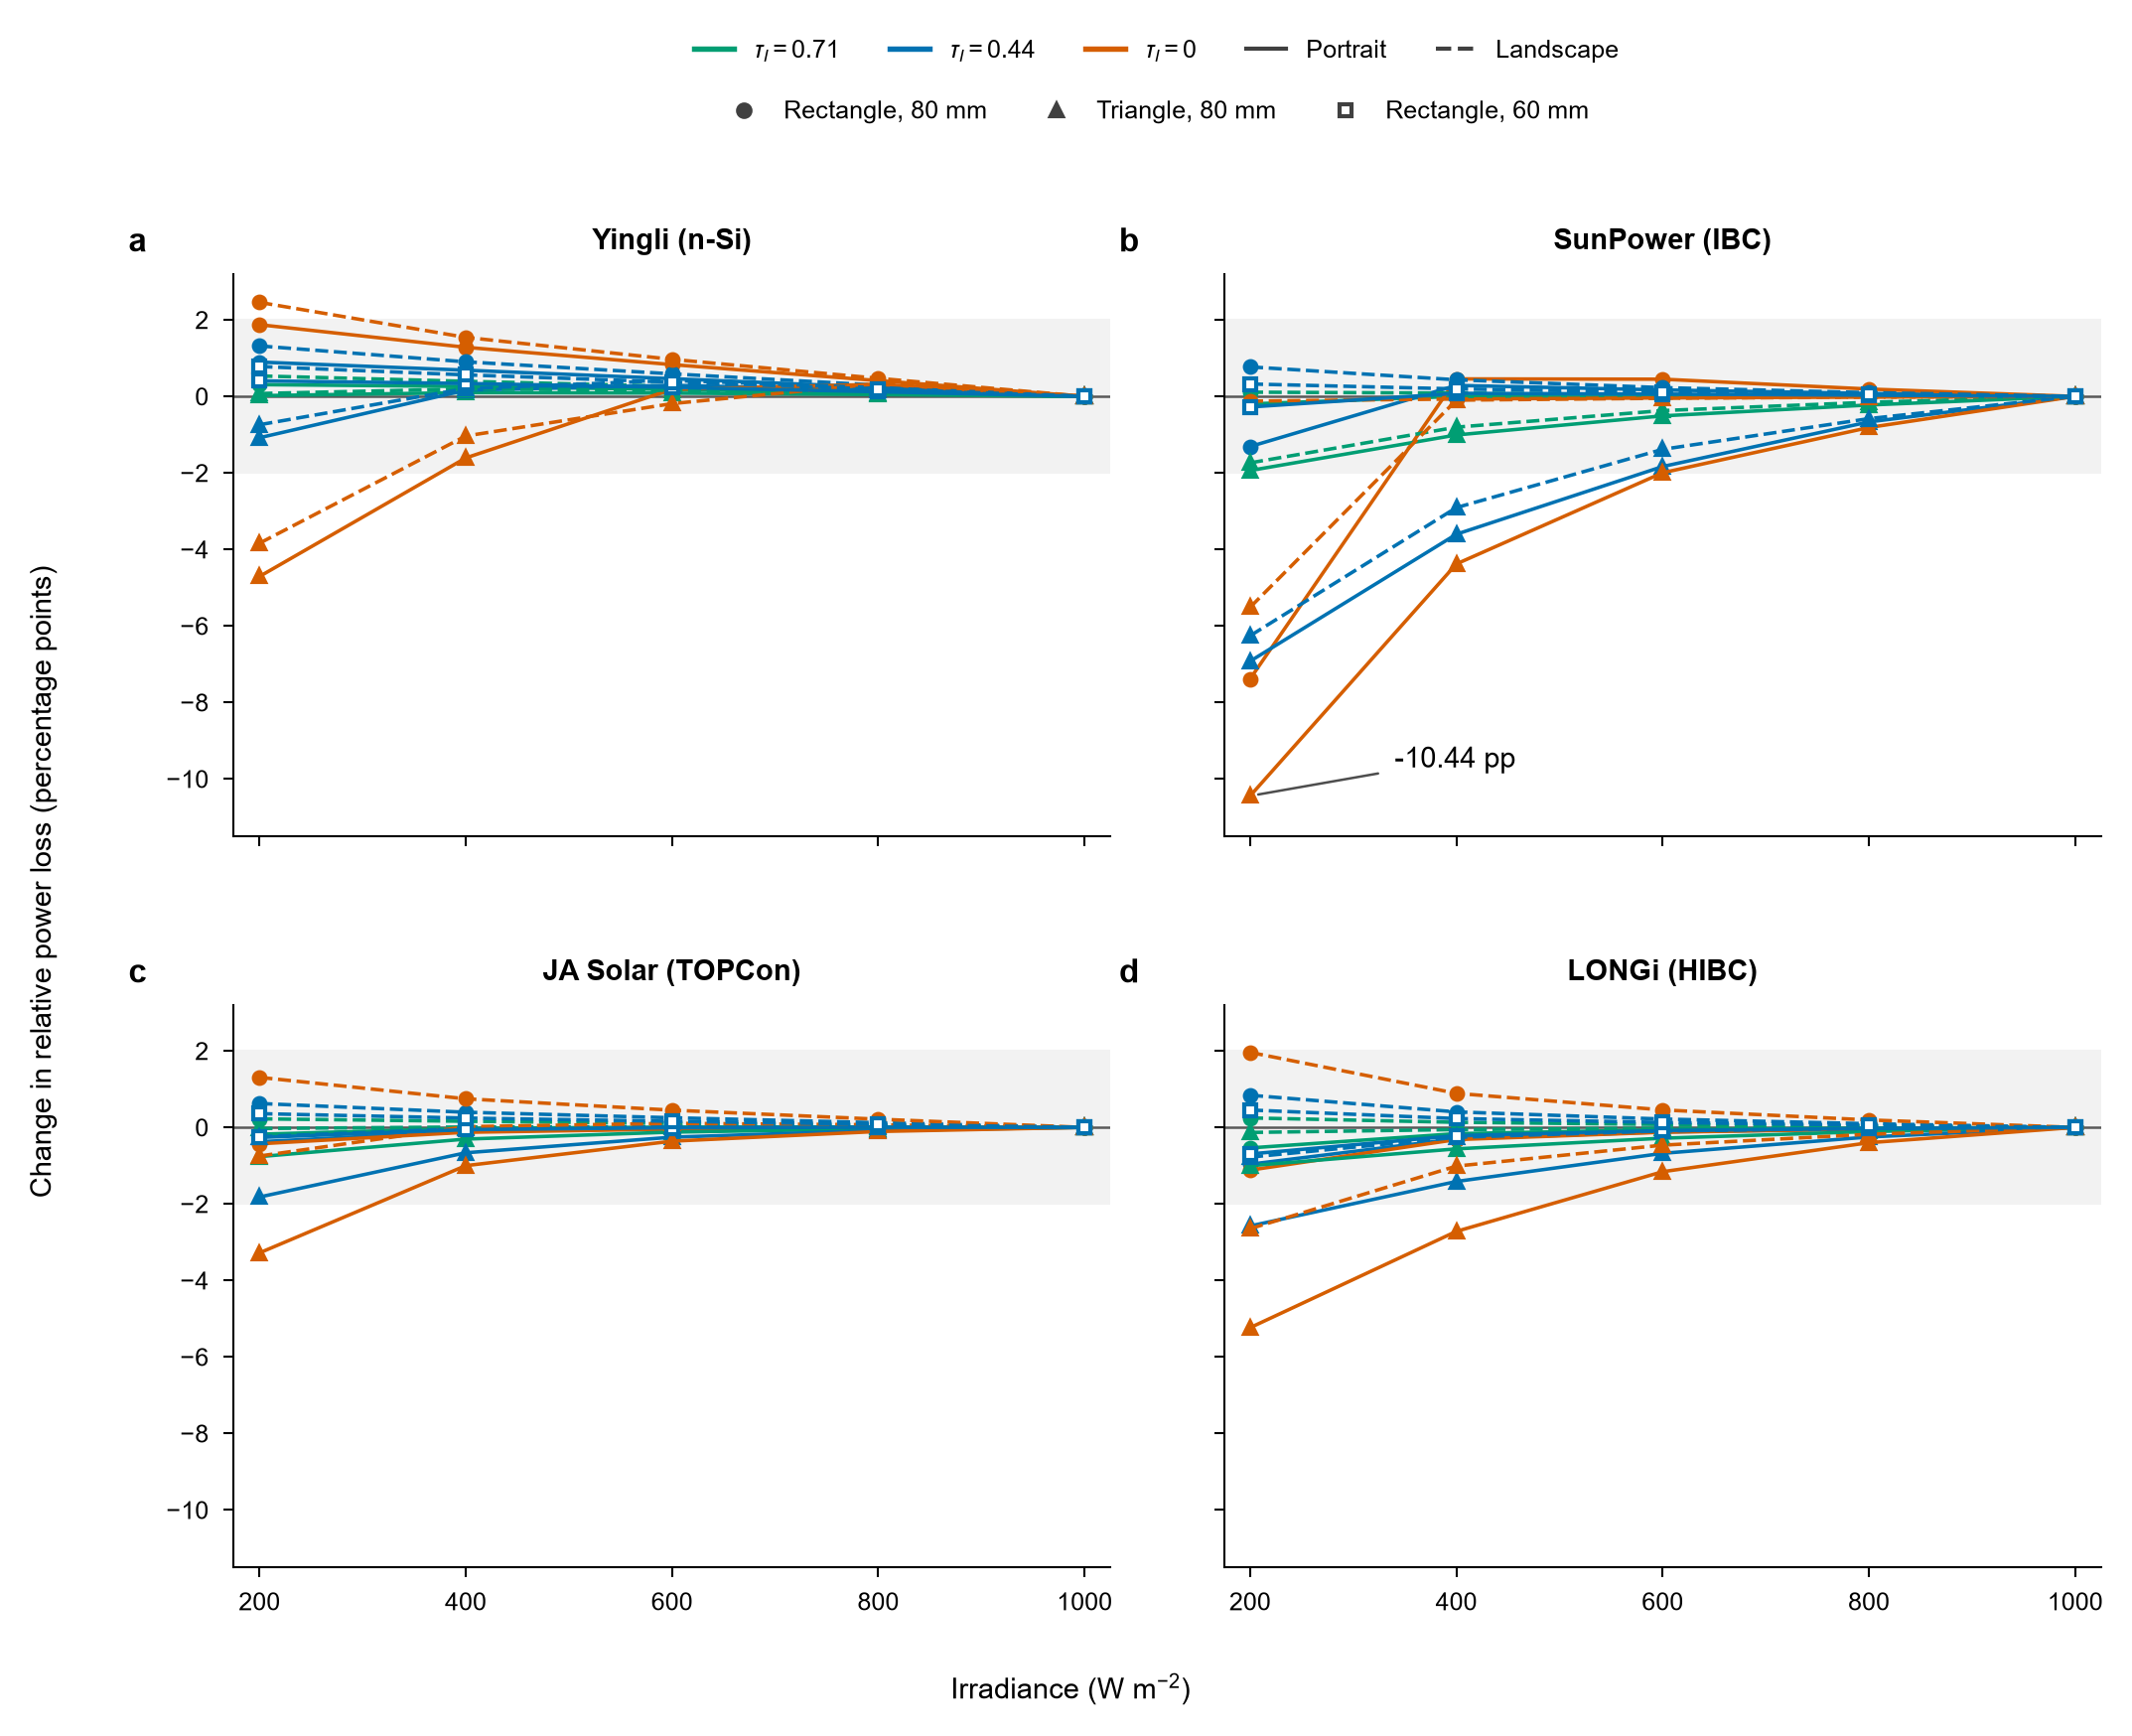 τI = 0.71 τI = 0.44 τI = 0 Portrait Landscape
Rectangle, 80 mm Triangle, 80 mm Rectangle, 60 mm
a Yingli (n-Si)
b SunPower (IBC)
2
0
−2
−4
−6
−8
−10
-10.44 pp
Change in relative power loss (percentage points)
c JA Solar (TOPCon)
d LONGi (HIBC)
2
0
−2
−4
−6
−8
−10
200 400 600 800 1000
200 400 600 800 1000
Irradiance (W m⁻²)